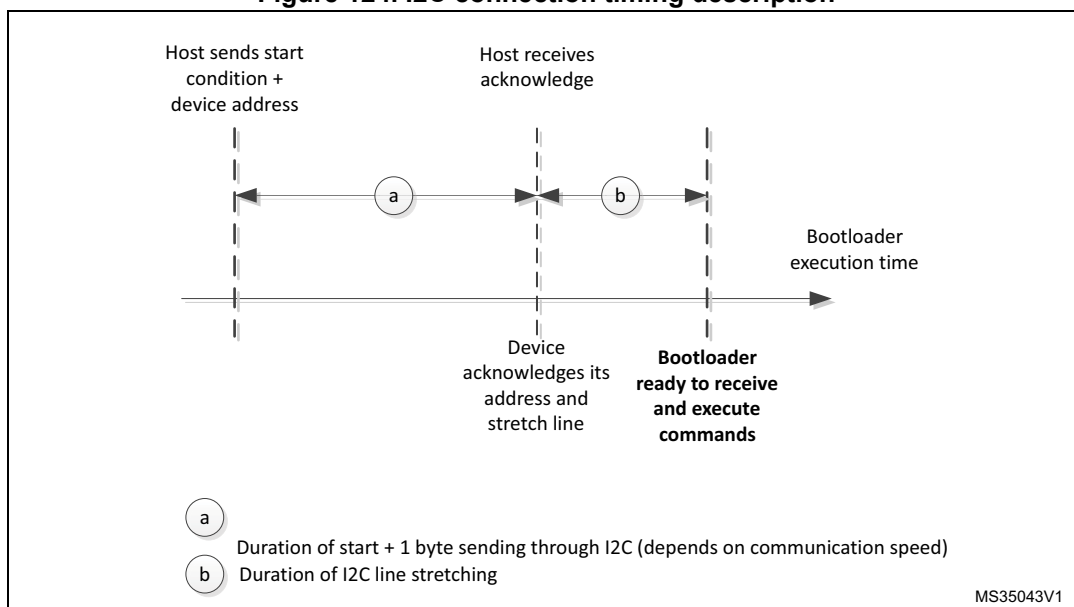 Figure I2C connection timing description
Host sends start
condition +
device address
Host receives
acknowledge
a
b
Bootloader
execution time
Device
acknowledges its
address and
stretch line
Bootloader
ready to receive
and execute
commands
a
Duration of start + 1 byte sending through I2C (depends on communication speed)
b Duration of I2C line stretching
MS35043V1